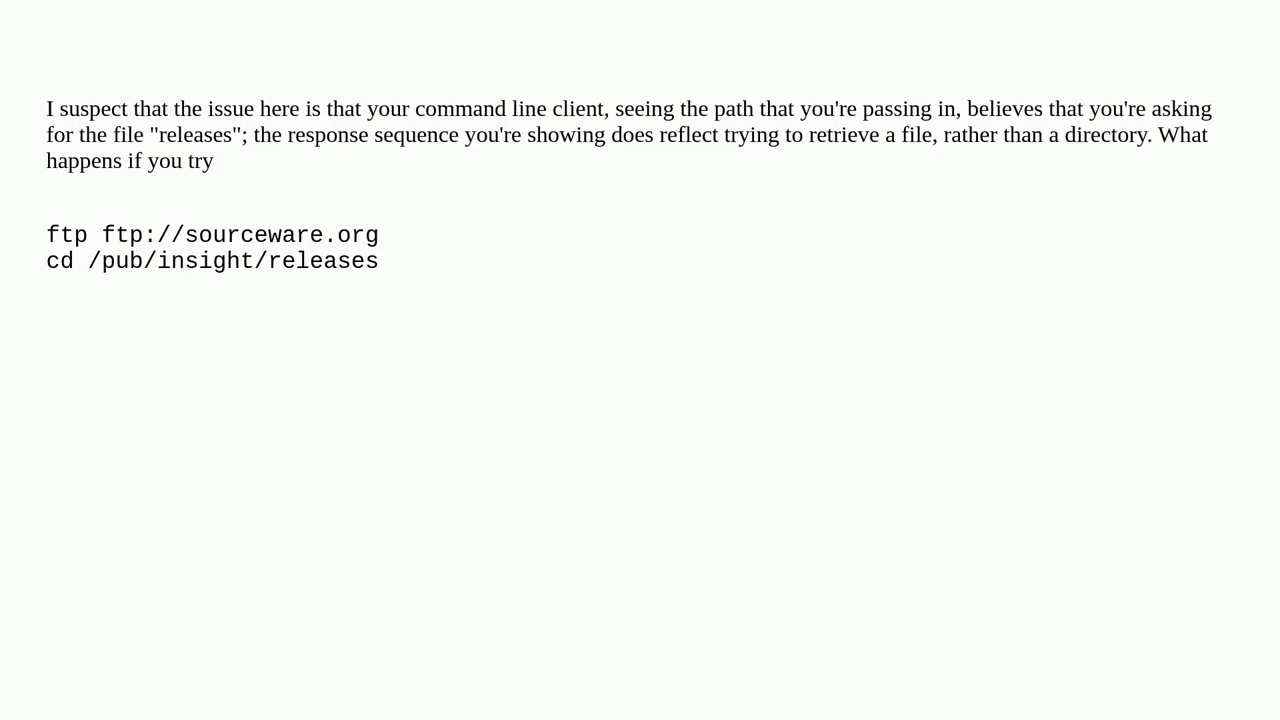 I suspect that the issue here is that your command line client, seeing the path that you're passing in, believes that you're asking
for the file "releases"; the response sequence you're showing does reflect trying to retrieve a file, rather than a directory. What
happens if you try
ftp ftp://sourceware.org
cd /pub/insight/releases